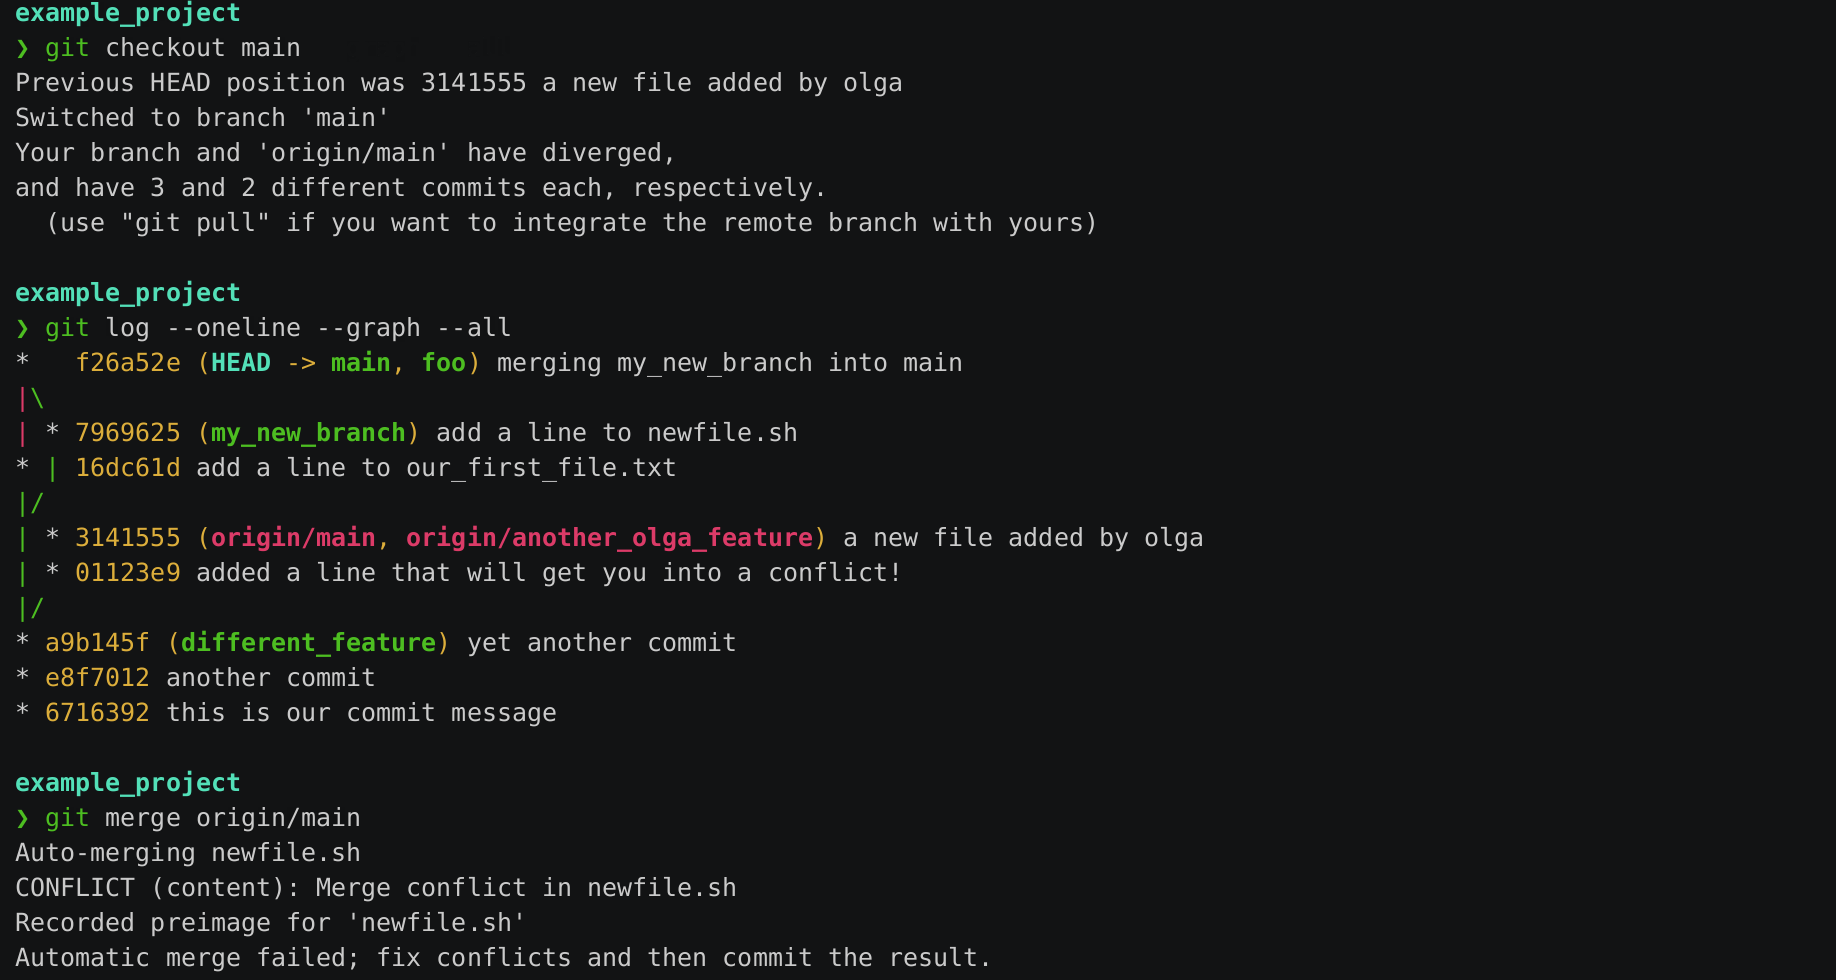 example_project
❯ git checkout main
Previous HEAD position was 3141555 a new file added by olga
Switched to branch 'main'
Your branch and 'origin/main' have diverged,
and have 3 and 2 different commits each, respectively.
  (use "git pull" if you want to integrate the remote branch with yours)

example_project
❯ git log --oneline --graph --all
*   f26a52e (HEAD -> main, foo) merging my_new_branch into main
|\
| * 7969625 (my_new_branch) add a line to newfile.sh
* | 16dc61d add a line to our_first_file.txt
|/
| * 3141555 (origin/main, origin/another_olga_feature) a new file added by olga
| * 01123e9 added a line that will get you into a conflict!
|/
* a9b145f (different_feature) yet another commit
* e8f7012 another commit
* 6716392 this is our commit message

example_project
❯ git merge origin/main
Auto-merging newfile.sh
CONFLICT (content): Merge conflict in newfile.sh
Recorded preimage for 'newfile.sh'
Automatic merge failed; fix conflicts and then commit the result.